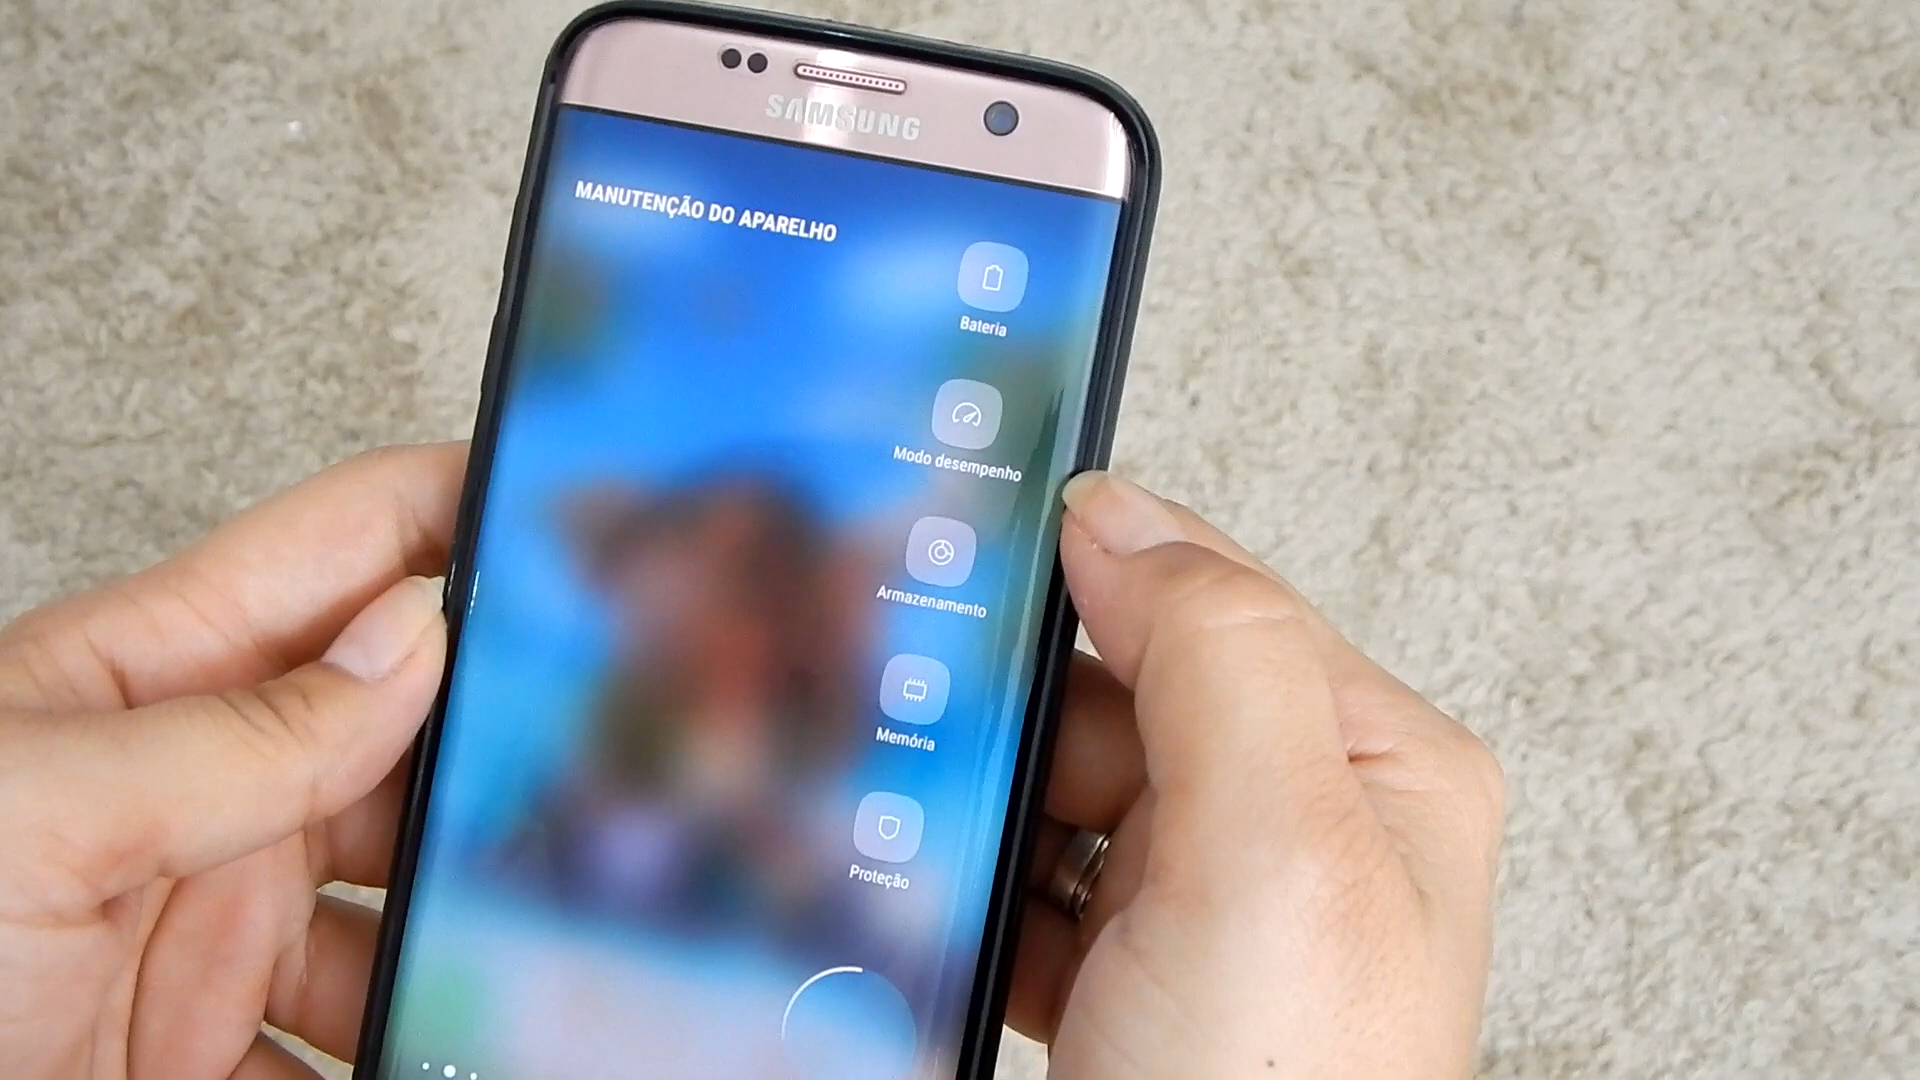 SAMSUNG
MANUTENÇÃO DO APARELHO
Bateria
Modo desempenho
Armazenamento
Memória
Proteção